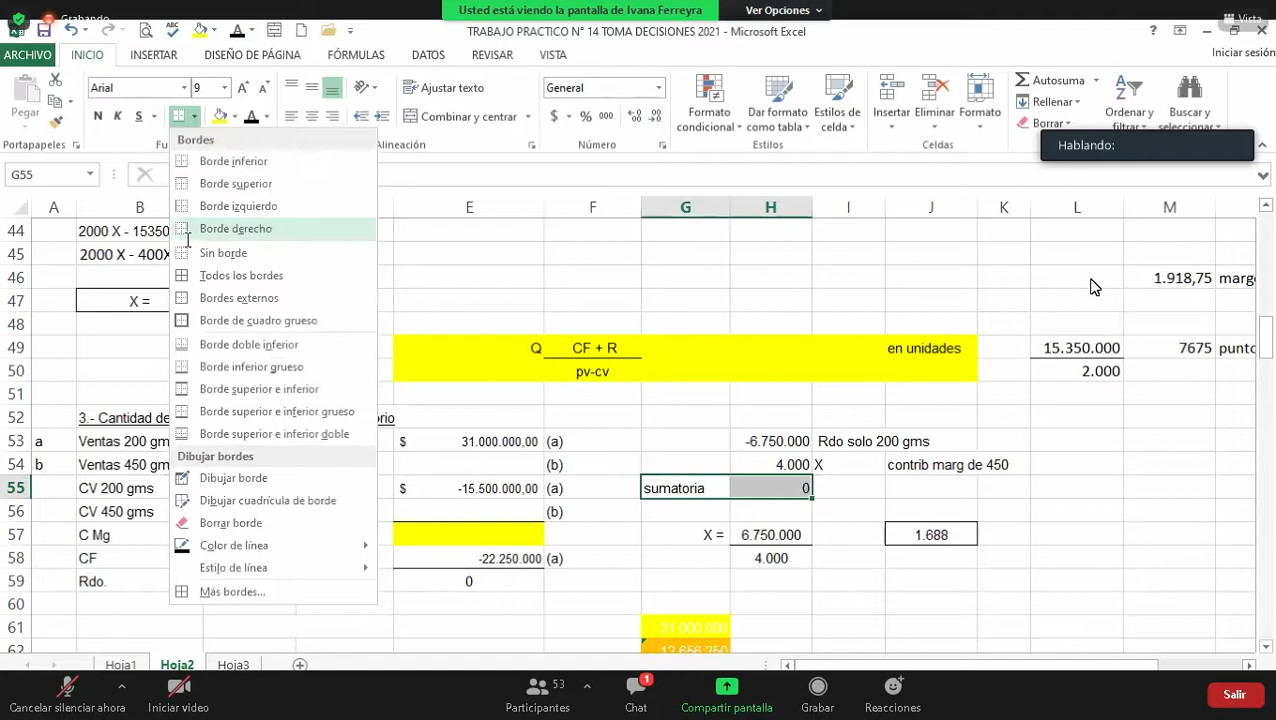 Grabando
Usted está viendo la pantalla de Ivana Ferreyra
Ver Opciones
Vista
TRABAJO PRACTICO N° 14 TOMA DECISIONES 2021 - Microsoft Excel
ARCHIVO INICIO INSERTAR DISEÑO DE PÁGINA FÓRMULAS DATOS REVISAR VISTA
Iniciar sesión
Pegar
Arial 9
N K S
Ajustar texto
Combinar y centrar
General
$ % 000
Formato condicional
Dar formato como tabla
Estilos de celda
Insertar Eliminar Formato
Autosuma
Rellenar
Borrar
Ordenar y filtrar
Buscar y seleccionar
Portapapeles Alineación Número Estilos Celdas
Hablando:
G55
Bordes
Borde inferior
Borde superior
Borde izquierdo
Borde derecho
Sin borde
Todos los bordes
Bordes externos
Borde de cuadro grueso
Borde doble inferior
Borde inferior grueso
Borde superior e inferior
Borde superior e inferior grueso
Borde superior e inferior doble
Dibujar bordes
Dibujar borde
Dibujar cuadrícula de borde
Borrar borde
Color de línea
Estilo de línea
Más bordes...
A B E F G H I J K L M
44 2000 X - 15350
45 2000 X - 400X
46 1.918,75
47 X =
48
49 Q CF + R en unidades 15.350.000 7675
50 pv-cv 2.000
51
52 3.- Cantidad de
53 a Ventas 200 gms $ 31.000.000,00 (a) -6.750.000 Rdo solo 200 gms
54 b Ventas 450 gm (b) 4.000 X contrib marg de 450
55 CV 200 gms $ -15.500.000,00 (a) sumatoria 0
56 CV 450 gms (b)
57 C Mg X = 6.750.000 1.688
58 CF -22.250.000 (a) 4.000
59 Rdo. 0
60
61 31.000.000
62 12.656.250
Hoja1 Hoja2 Hoja3
Cancelar silenciar ahora
Iniciar video
53
Participantes
1
Chat
Compartir pantalla
Grabar
Reacciones
Salir